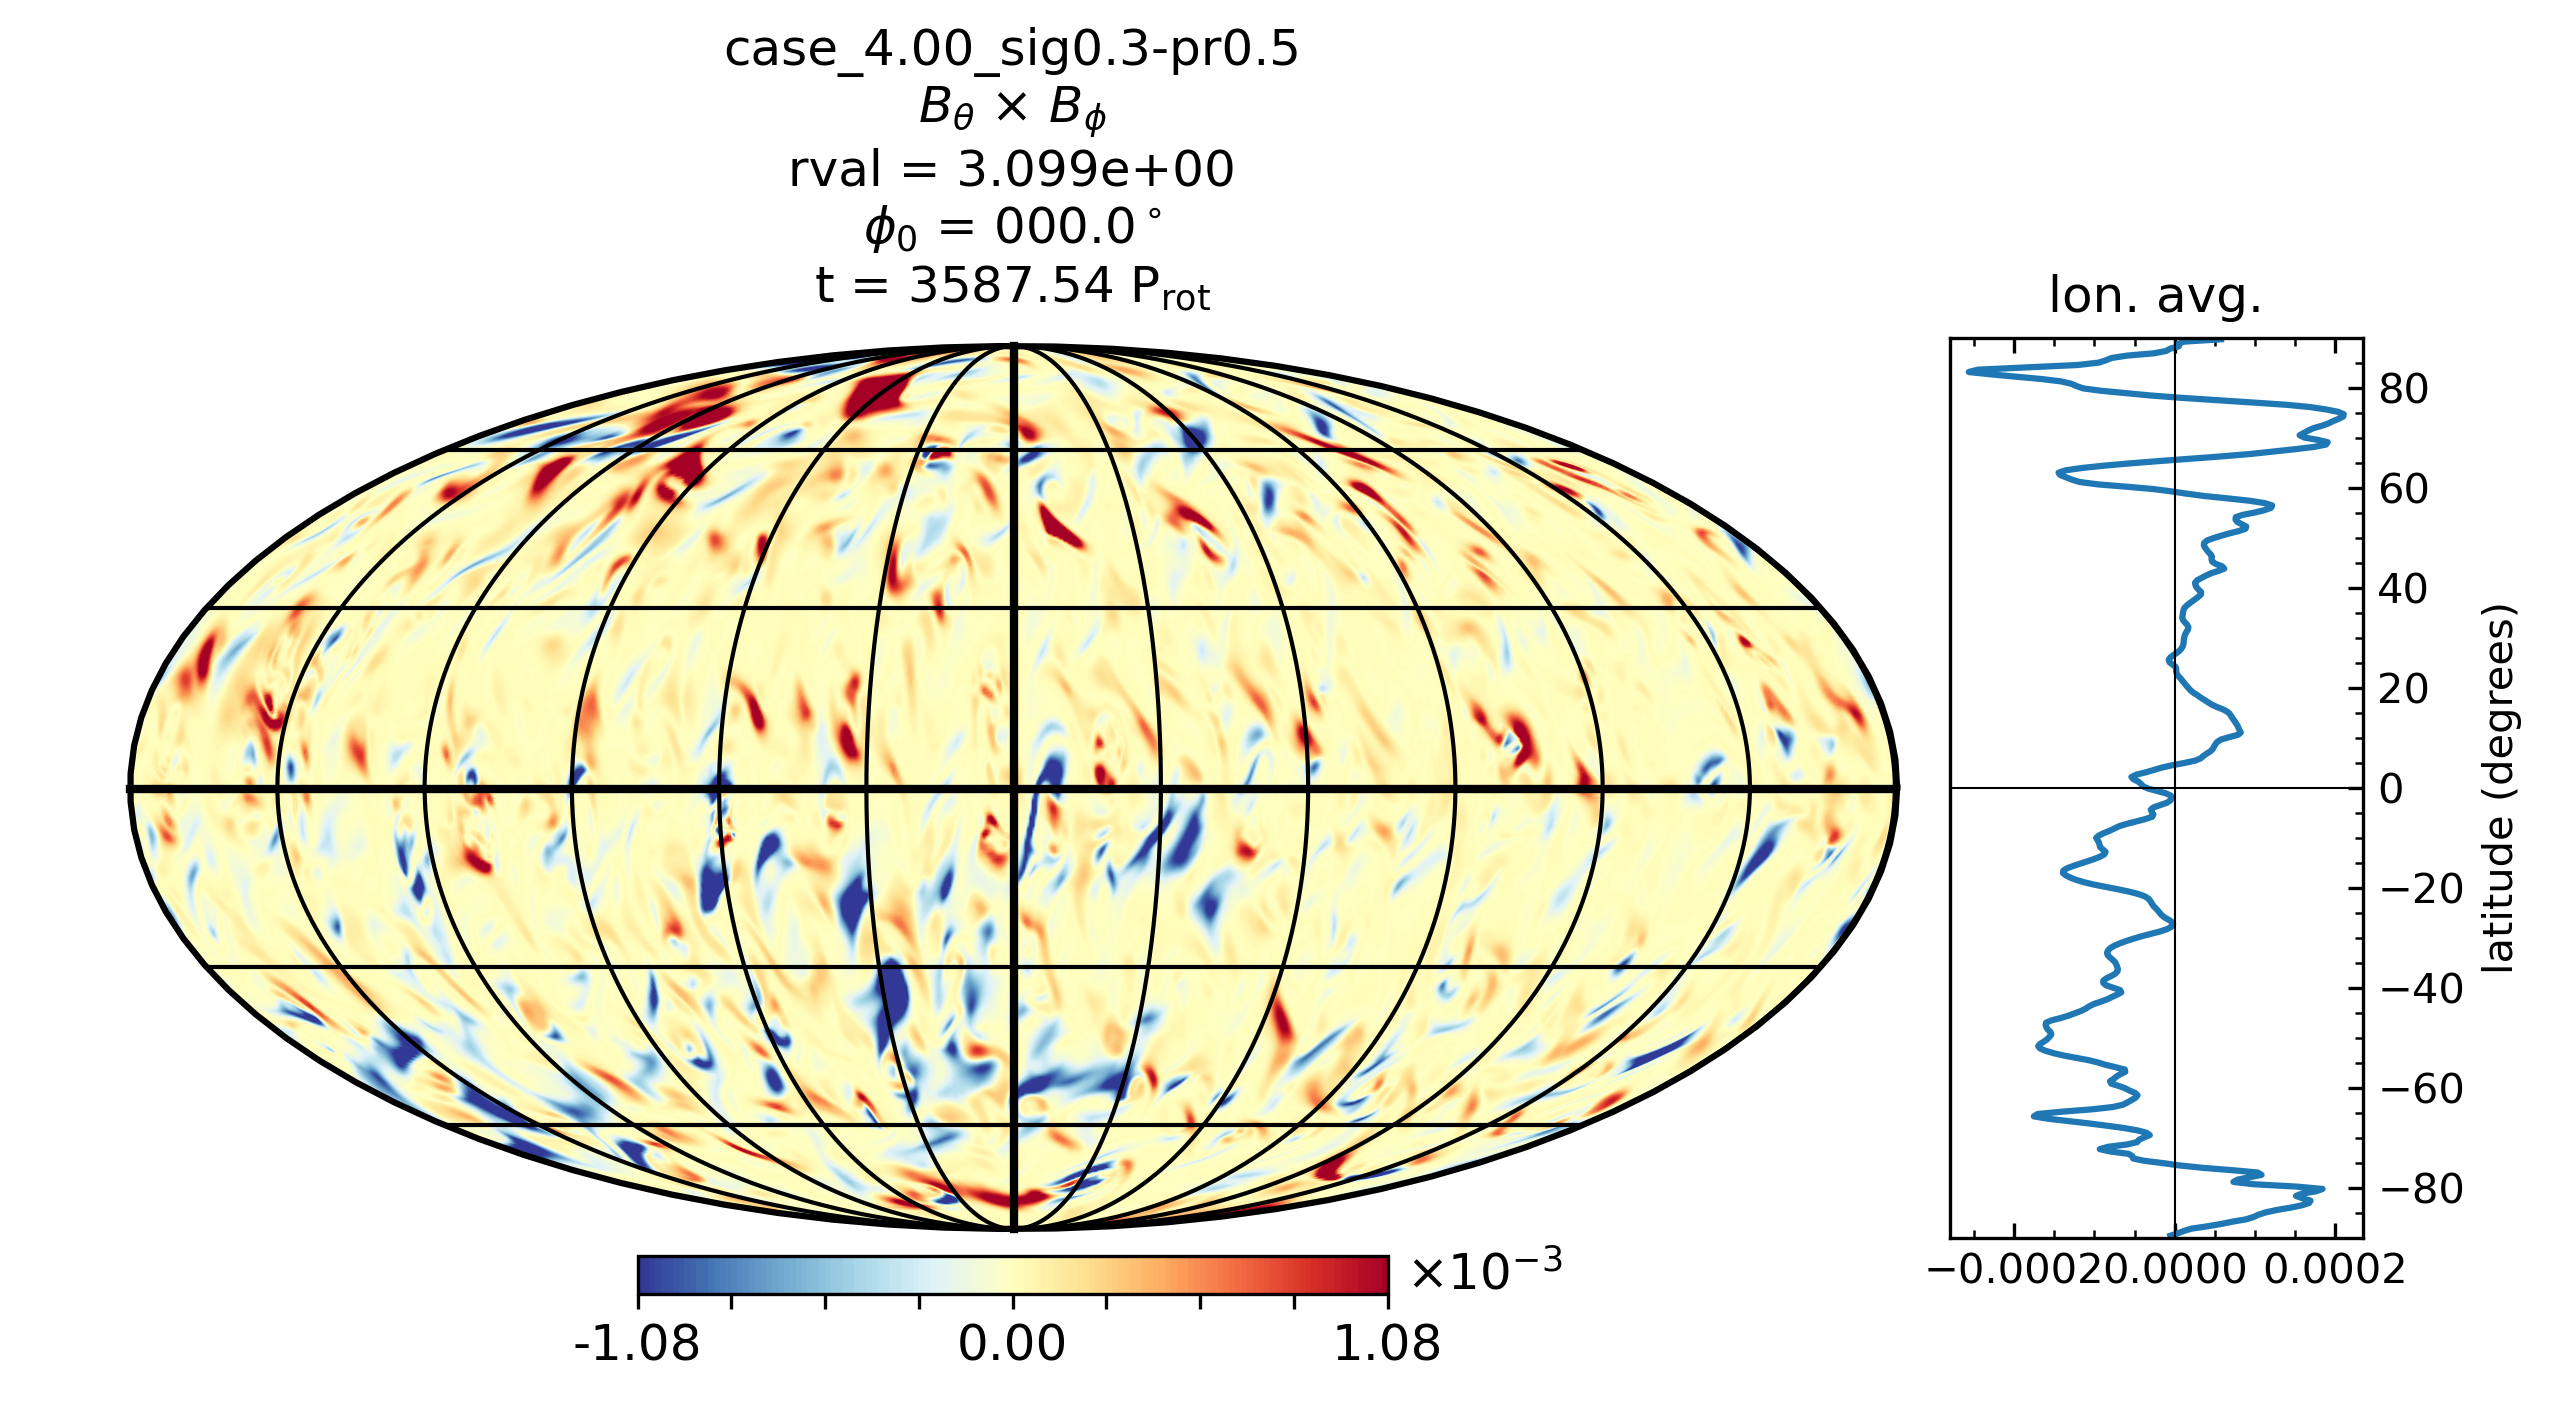 case_4.00_sig0.3-pr0.5
B_θ × B_ϕ
rval = 3.099e+00
ϕ_0 = 000.0°
t = 3587.54 P_rot
lon. avg.
80
60
40
20
0
−20
−40
−60
−80
latitude (degrees)
−0.0002 0.0000 0.0002
×10^−3
-1.08 0.00 1.08